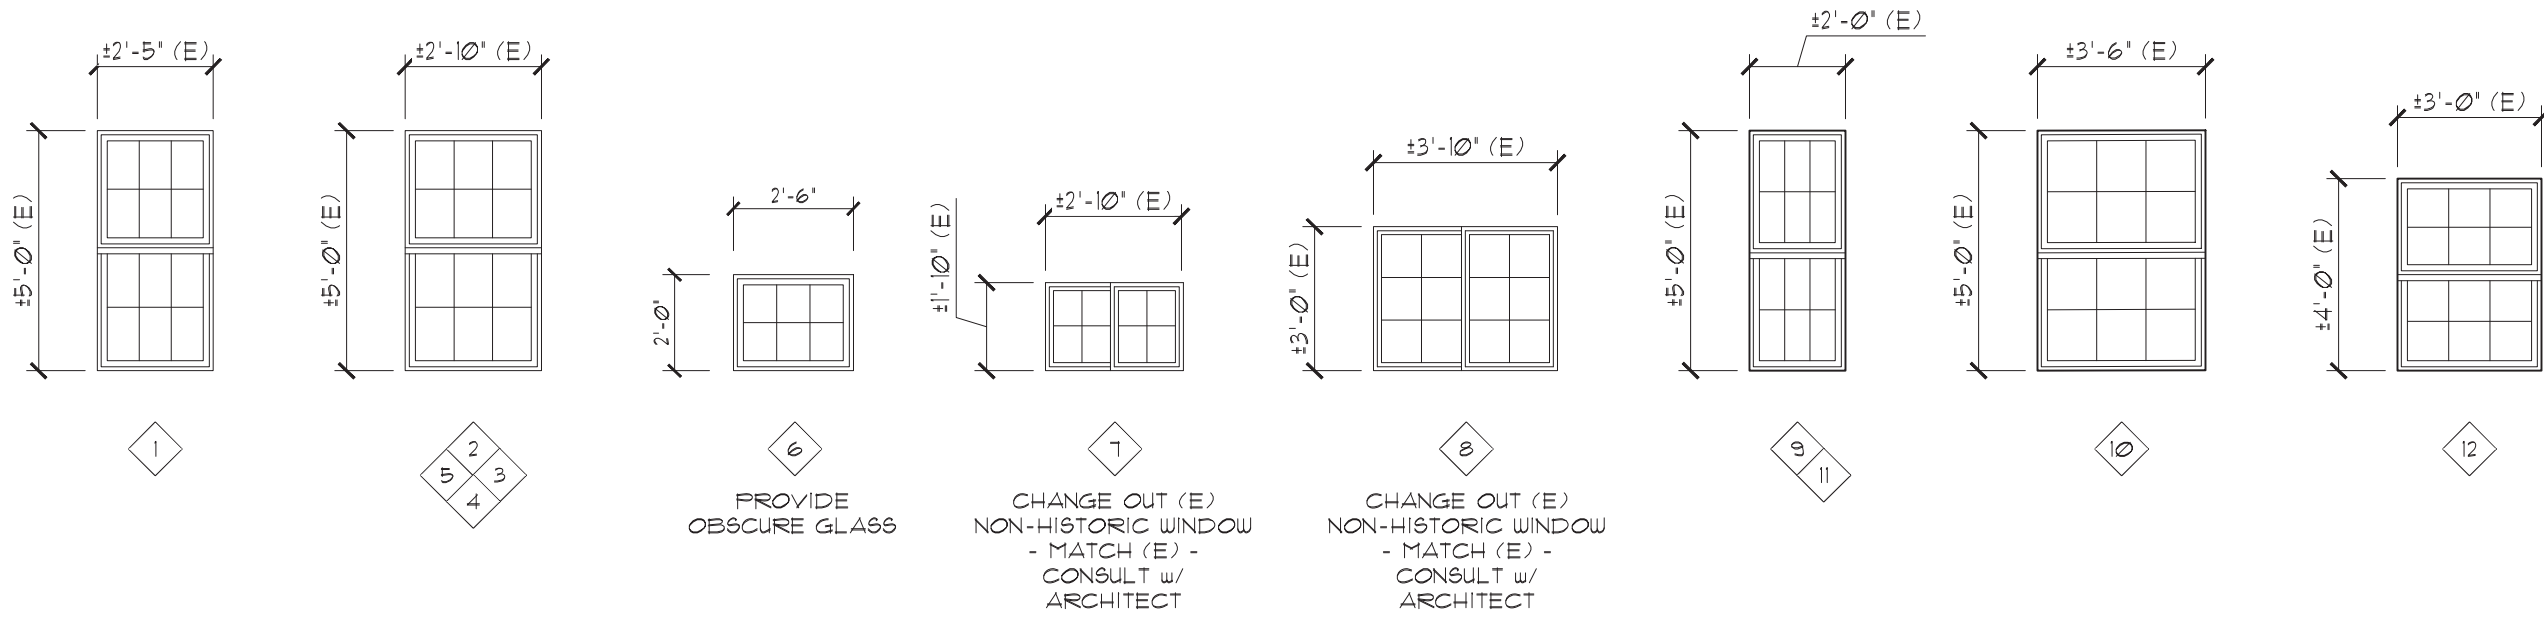 ±2'-5" (E)
±5'-0" (E)
1
±2'-10" (E)
±5'-0" (E)
2
5
3
4
2'-6"
2'-0"
6
PROVIDE
OBSCURE GLASS
±2'-10" (E)
±1'-10" (E)
7
CHANGE OUT (E)
NON-HISTORIC WINDOW
- MATCH (E) -
CONSULT w/
ARCHITECT
±3'-10" (E)
±3'-0" (E)
8
CHANGE OUT (E)
NON-HISTORIC WINDOW
- MATCH (E) -
CONSULT w/
ARCHITECT
±2'-0" (E)
±5'-0" (E)
9
11
±3'-6" (E)
±5'-0" (E)
10
±3'-0" (E)
±4'-0" (E)
12